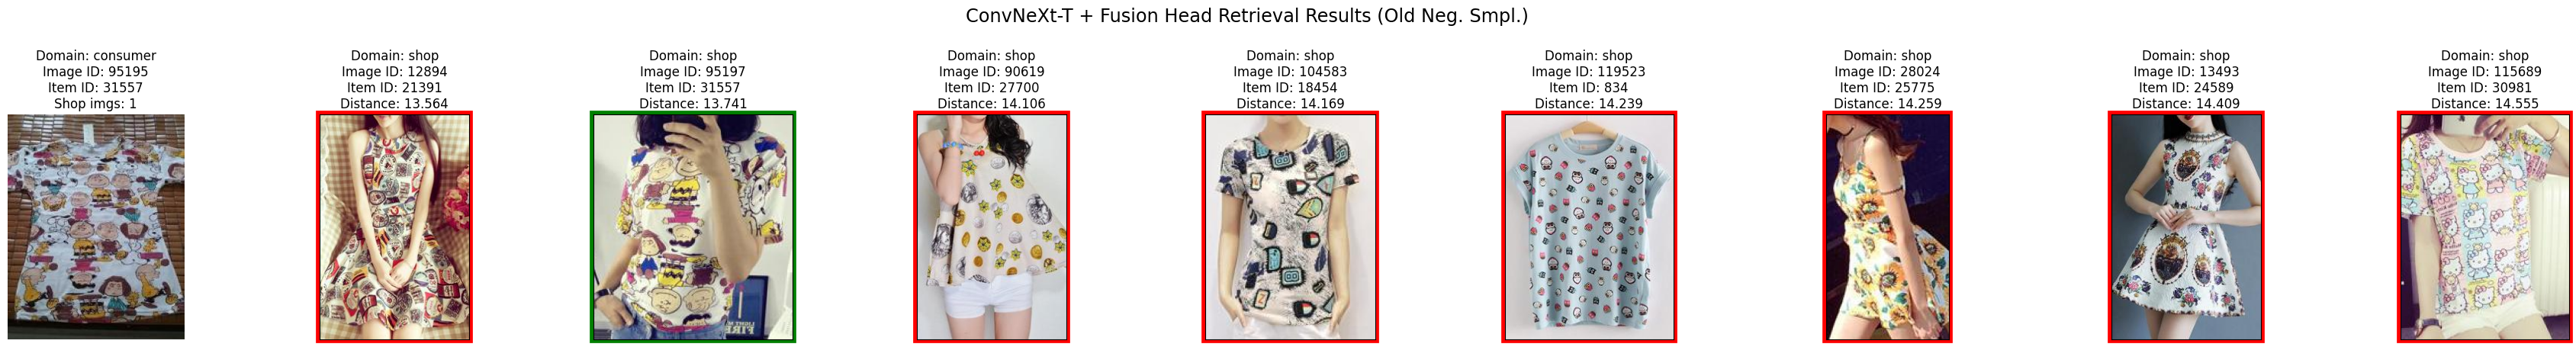 ConvNeXt-T + Fusion Head Retrieval Results (Old Neg. Smpl.)
Domain: consumer
Image ID: 95195
Item ID: 31557
Shop imgs: 1
Domain: shop
Image ID: 12894
Item ID: 21391
Distance: 13.564
Domain: shop
Image ID: 95197
Item ID: 31557
Distance: 13.741
Domain: shop
Image ID: 90619
Item ID: 27700
Distance: 14.106
Domain: shop
Image ID: 104583
Item ID: 18454
Distance: 14.169
Domain: shop
Image ID: 119523
Item ID: 834
Distance: 14.239
Domain: shop
Image ID: 28024
Item ID: 25775
Distance: 14.259
Domain: shop
Image ID: 13493
Item ID: 24589
Distance: 14.409
Domain: shop
Image ID: 115689
Item ID: 30981
Distance: 14.555